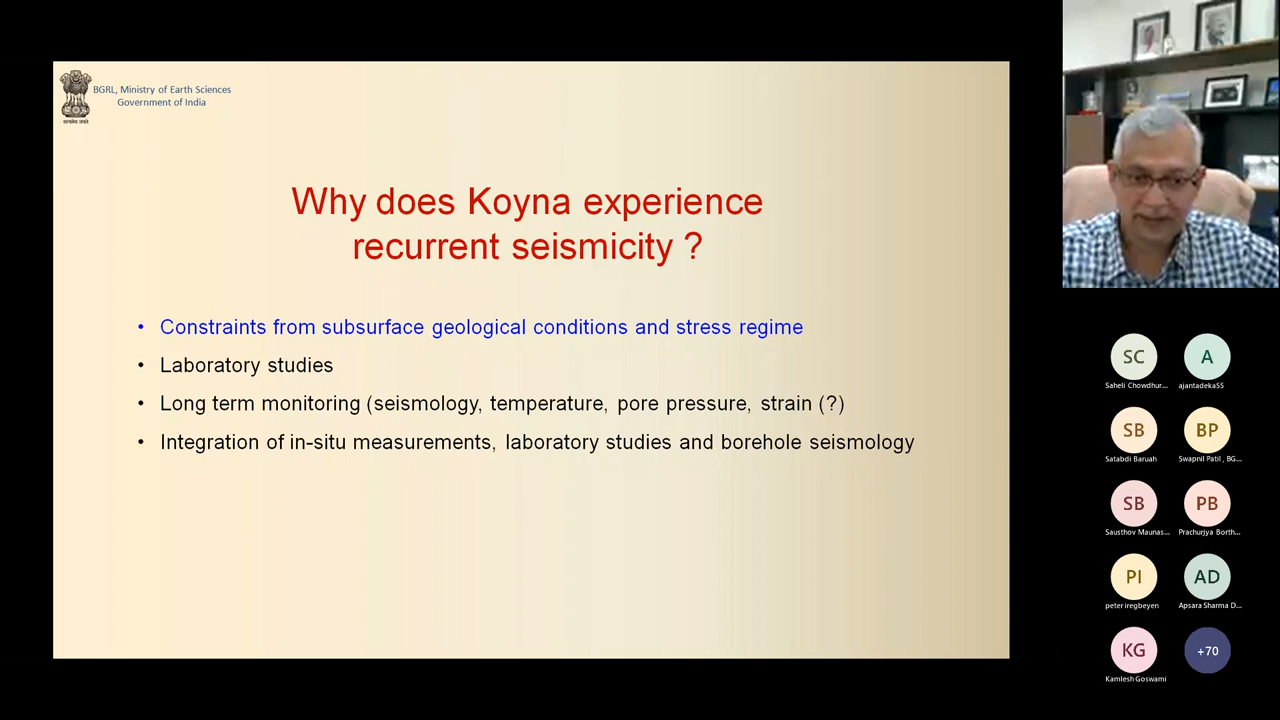 BGRL, Ministry of Earth Sciences
Government of India
सत्यमेव जयते
Why does Koyna experience
recurrent seismicity ?
• Constraints from subsurface geological conditions and stress regime
• Laboratory studies
• Long term monitoring (seismology, temperature, pore pressure, strain (?)
• Integration of in-situ measurements, laboratory studies and borehole seismology
SC
A
Saheli Chowdhur...
ajantadeka55
SB
BP
Satabdi Baruah
Swapnil Patil , BG...
SB
PB
Sausthov Maunas...
Prachurjya Borth...
PI
AD
peter iregbeyen
Apsara Sharma D...
KG
+70
Kamlesh Goswami